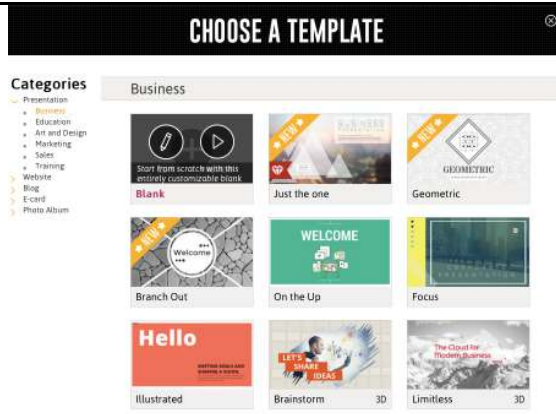 CHOOSE A TEMPLATE
Categories
Presentation
Business
Education
Art and Design
Marketing
Sales
Training
Website
Blog
E-card
Photo Album
Business
Start from scratch with this
entirely customizable blank
Blank
NEW
BUSINESS
Just the one
NEW
GEOMETRIC
Geometric
NEW
Welcome
Branch Out
WELCOME
On the Up
PRESENTATION
Focus
Hello
Illustrated
LET'S
SHARE
IDEAS
Brainstorm 3D
The Cloud for
Modern Business
Limitless 3D